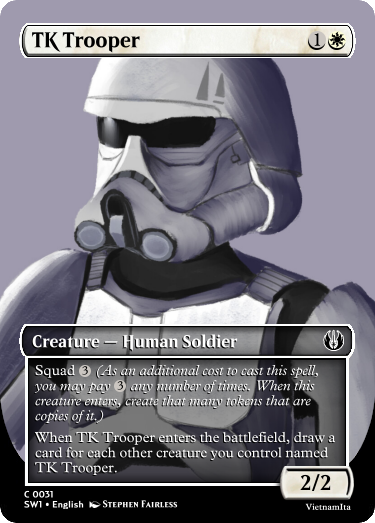 TK Trooper 1
Creature — Human Soldier
Squad 3 (As an additional cost to cast this spell,
you may pay 3 any number of times. When this
creature enters, create that many tokens that are
copies of it.)
When TK Trooper enters the battlefield, draw a
card for each other creature you control named
TK Trooper.
2/2
C 0031
SW1 • English Stephen Fairless
VietnamIta